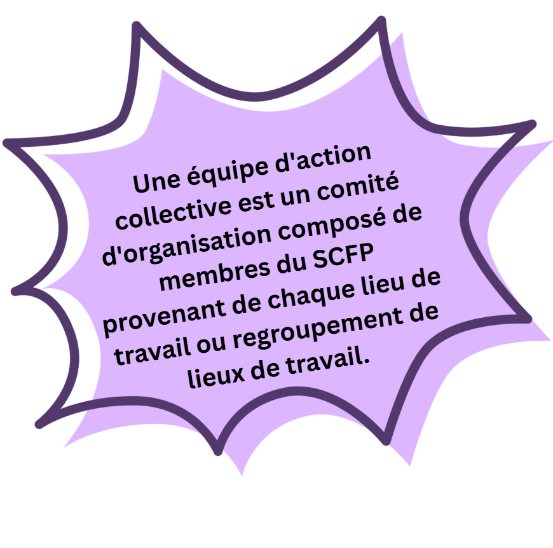 Une équipe d'action
collective est un comité
d'organisation composé de
membres du SCFP
provenant de chaque lieu de
travail ou regroupement de
lieux de travail.